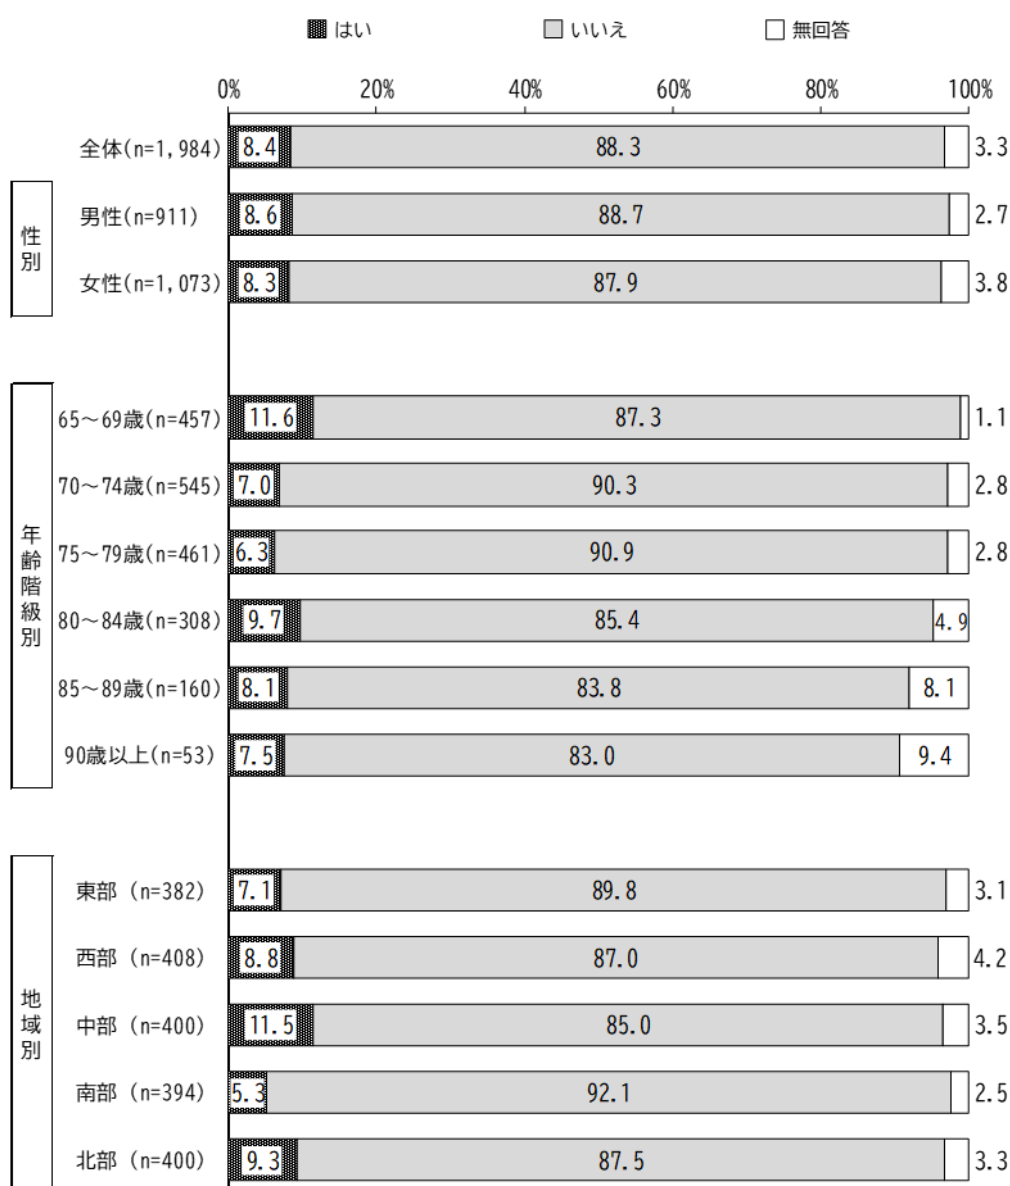 はい いいえ 無回答
0% 20% 40% 60% 80% 100%
全体(n=1,984) 8.4 88.3 3.3
性別
男性(n=911) 8.6 88.7 2.7
女性(n=1,073) 8.3 87.9 3.8
年齢階級別
65～69歳(n=457) 11.6 87.3 1.1
70～74歳(n=545) 7.0 90.3 2.8
75～79歳(n=461) 6.3 90.9 2.8
80～84歳(n=308) 9.7 85.4 4.9
85～89歳(n=160) 8.1 83.8 8.1
90歳以上(n=53) 7.5 83.0 9.4
地域別
東部 (n=382) 7.1 89.8 3.1
西部 (n=408) 8.8 87.0 4.2
中部 (n=400) 11.5 85.0 3.5
南部 (n=394) 5.3 92.1 2.5
北部 (n=400) 9.3 87.5 3.3